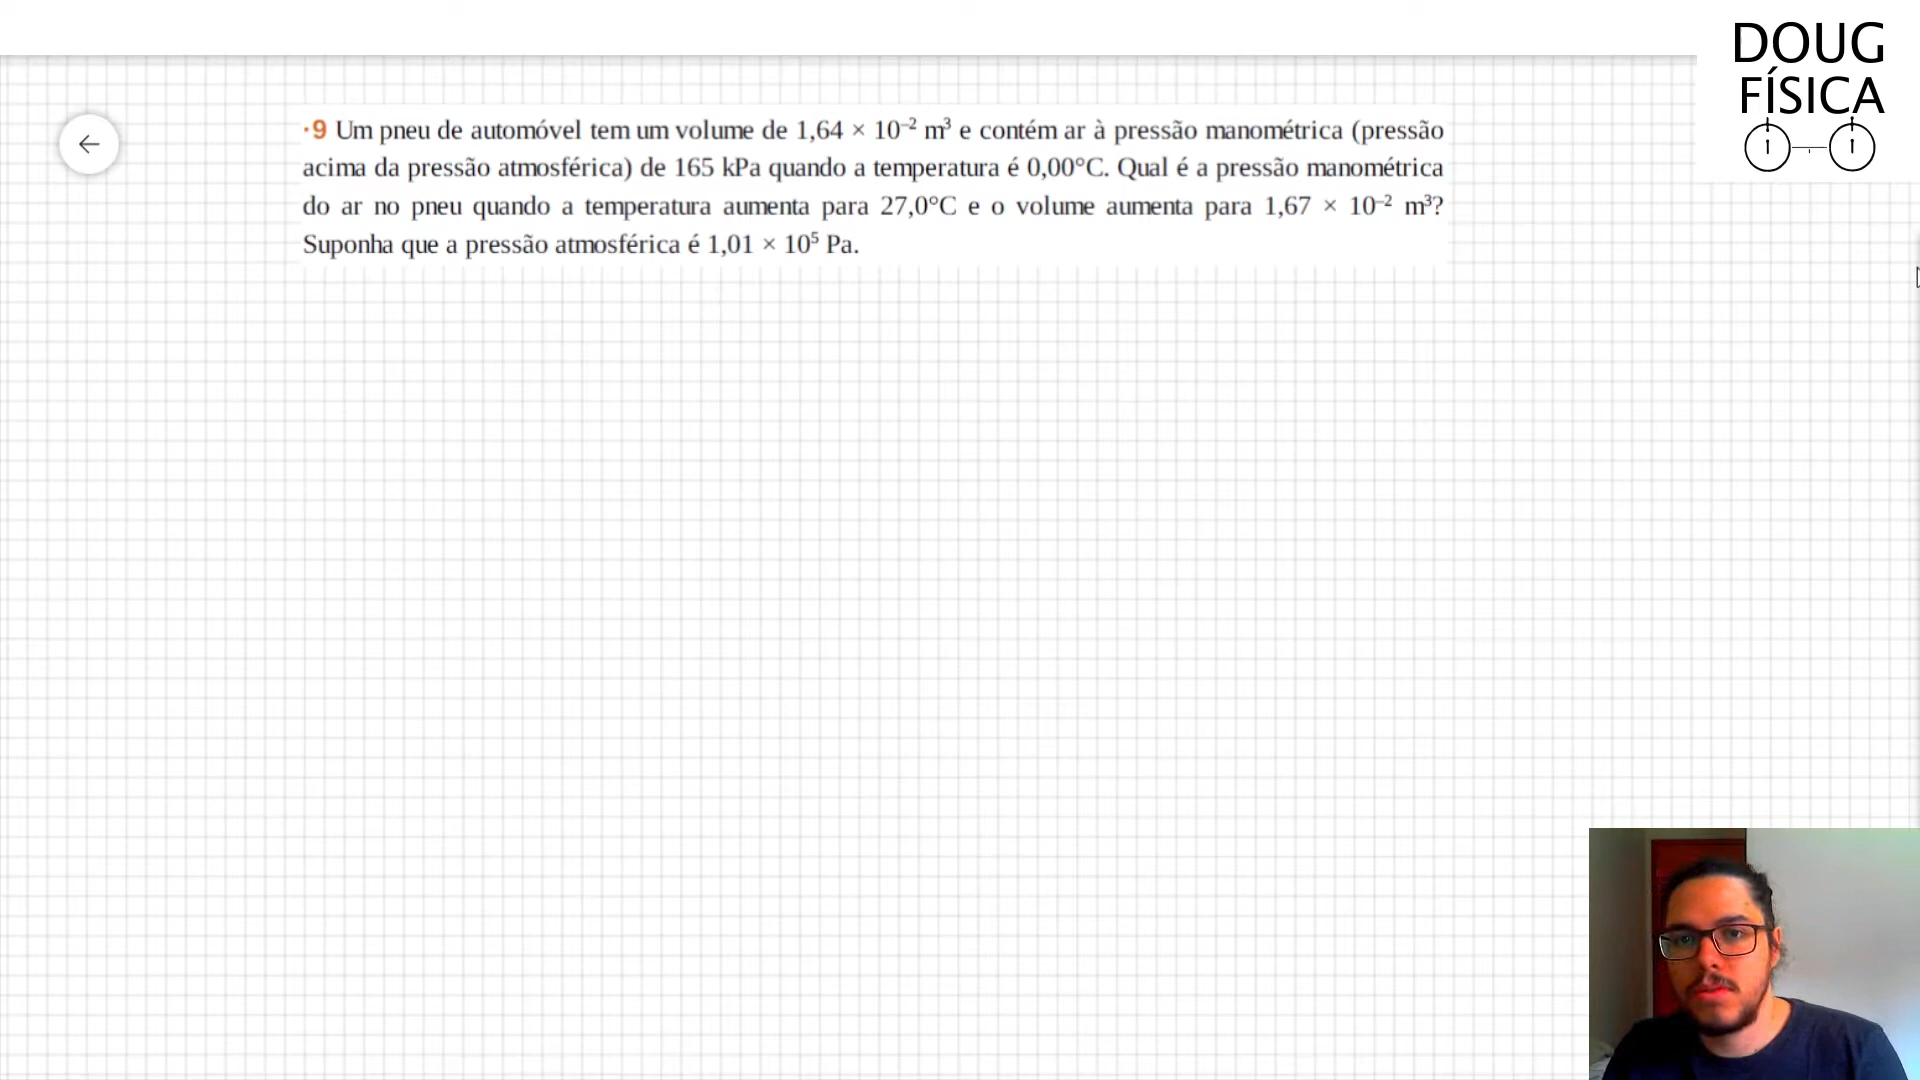 DOUG
FÍSICA
·9 Um pneu de automóvel tem um volume de 1,64 × 10⁻² m³ e contém ar à pressão manométrica (pressão
acima da pressão atmosférica) de 165 kPa quando a temperatura é 0,00°C. Qual é a pressão manométrica
do ar no pneu quando a temperatura aumenta para 27,0°C e o volume aumenta para 1,67 × 10⁻² m³?
Suponha que a pressão atmosférica é 1,01 × 10⁵ Pa.